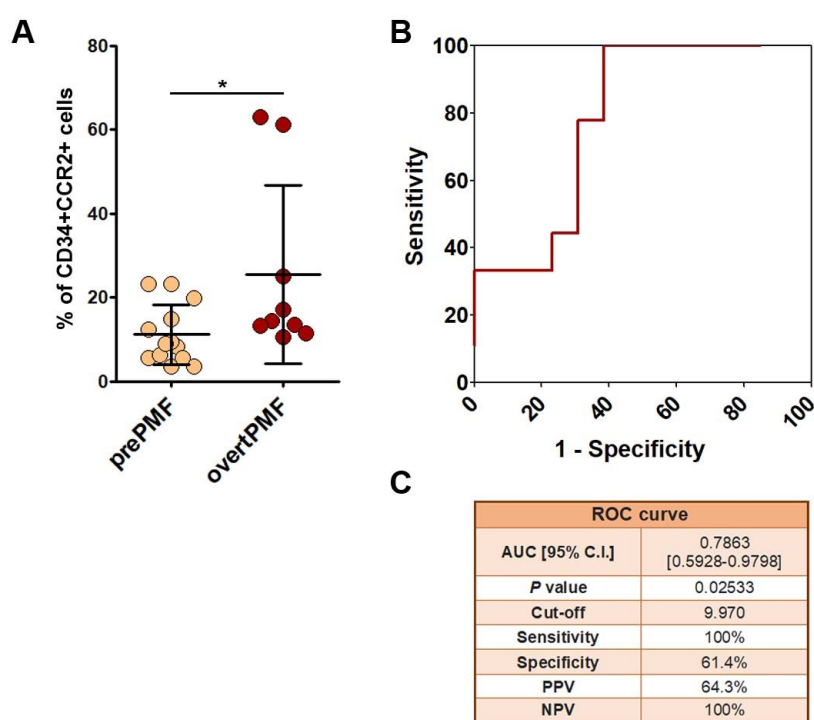 A
% of CD34+CCR2+ cells
80
60
40
20
0
*
prePMF
overtPMF
B
Sensitivity
100
80
60
40
20
0
0
20
40
60
80
100
1 - Specificity
C
ROC curve
AUC [95% C.I.]
0.7863
[0.5928-0.9798]
P value
0.02533
Cut-off
9.970
Sensitivity
100%
Specificity
61.4%
PPV
64.3%
NPV
100%